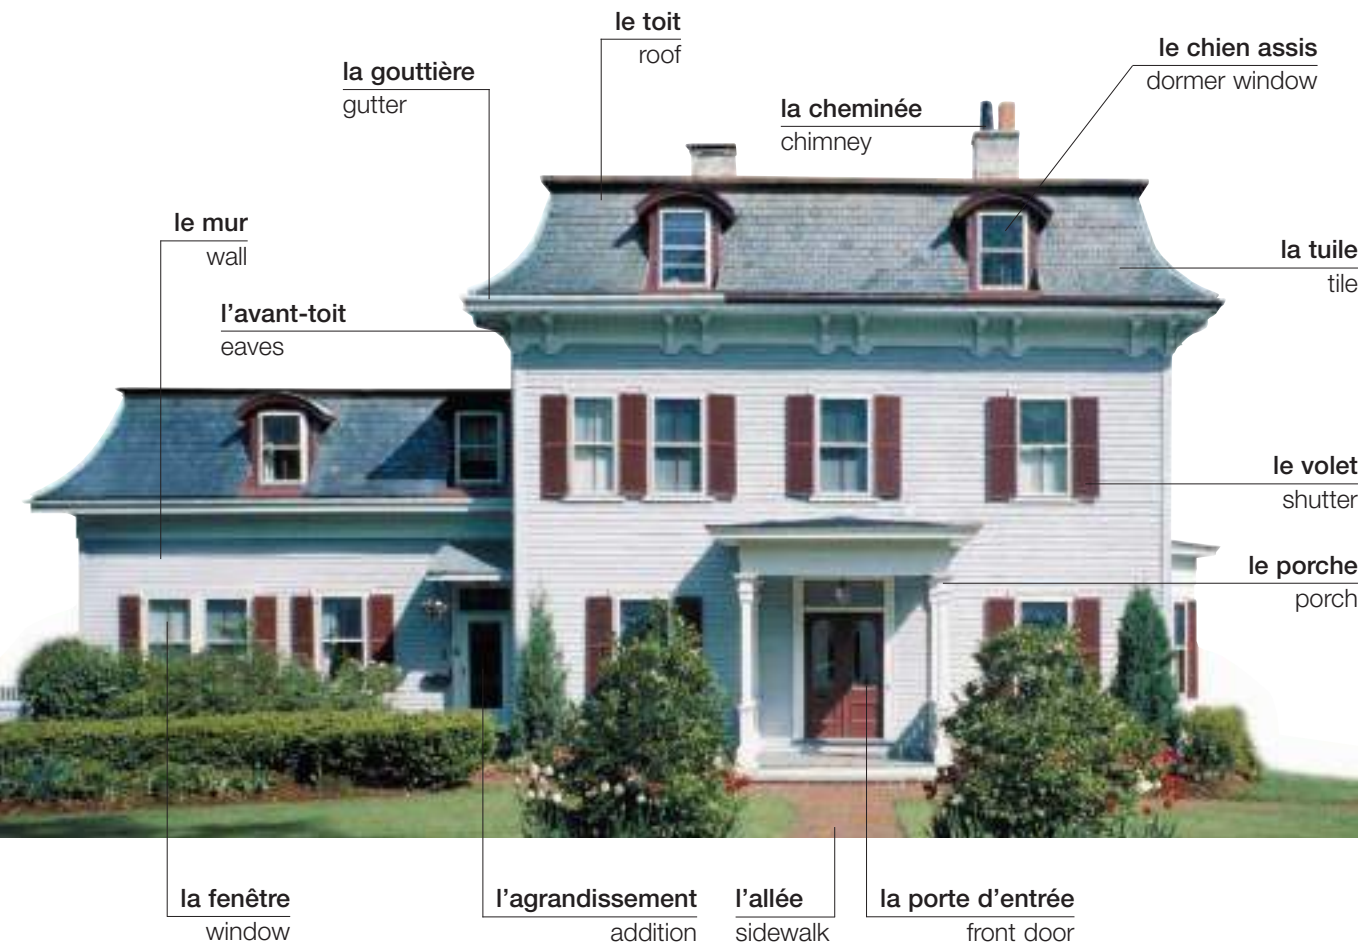 le toit
roof
le chien assis
dormer window
la gouttière
gutter
la cheminée
chimney
le mur
wall
la tuile
tile
l’avant-toit
eaves
le volet
shutter
le porche
porch
la fenêtre
window
l’agrandissement
addition
l’allée
sidewalk
la porte d’entrée
front door